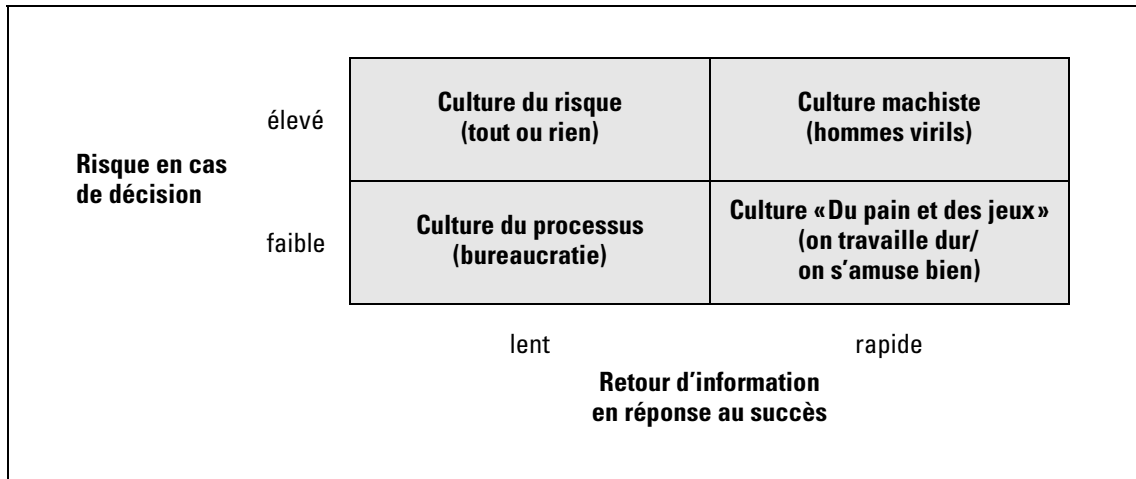 Culture du risque
(tout ou rien)
Culture machiste
(hommes virils)
élevé
Risque en cas
de décision
Culture du processus
(bureaucratie)
Culture «Du pain et des jeux»
(on travaille dur/
on s'amuse bien)
faible
lent
rapide
Retour d'information
en réponse au succès